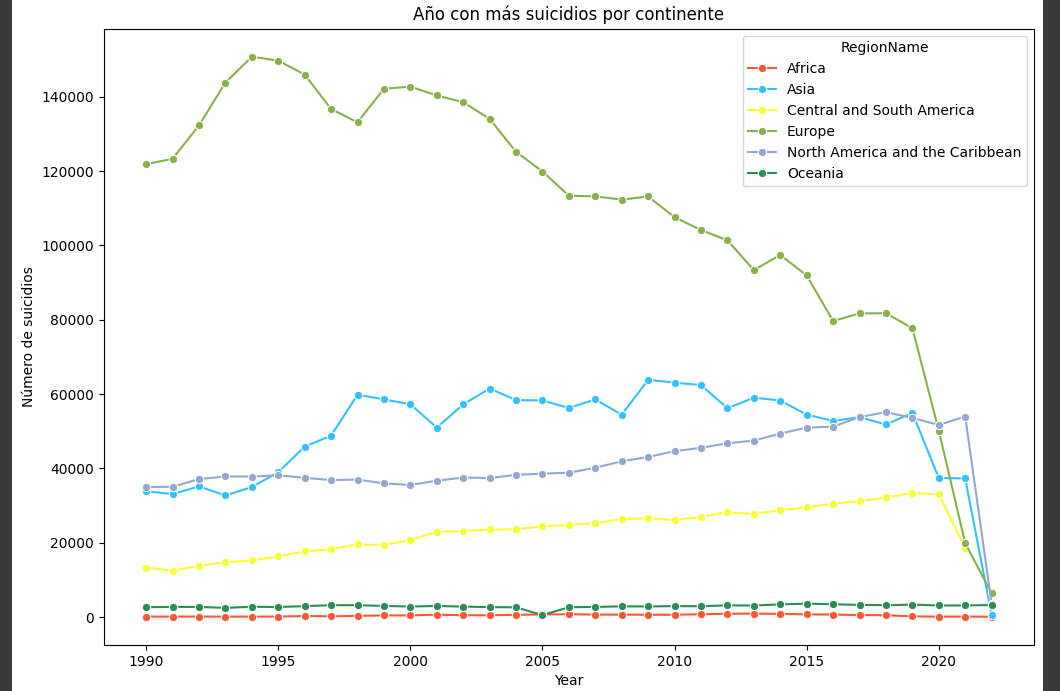 Año con más suicidios por continente
RegionName
Africa
Asia
Central and South America
Europe
North America and the Caribbean
Oceania
Número de suicidios
140000
120000
100000
80000
60000
40000
20000
0
1990
1995
2000
2005
2010
2015
2020
Year